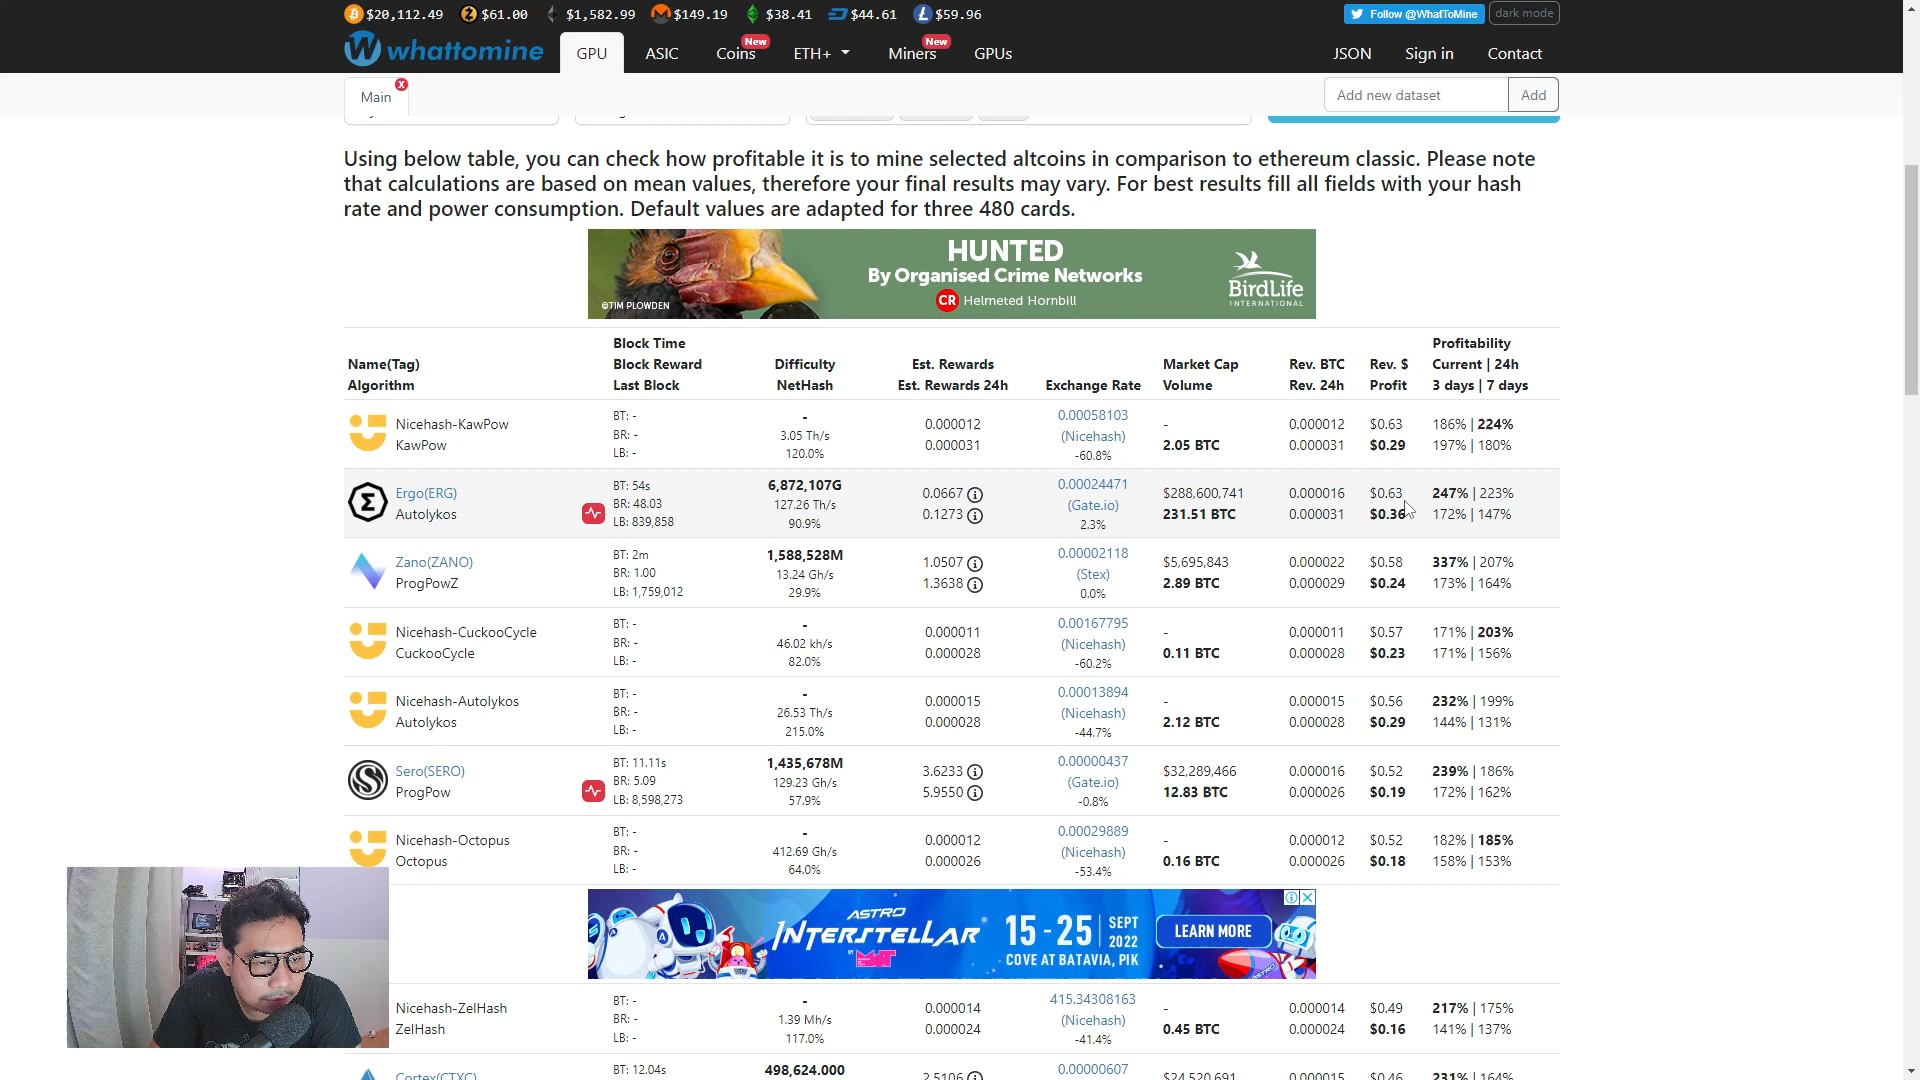 $20,112.49 $61.00 $1,582.99 $149.19 $38.41 $44.61 $59.96 Follow @WhatToMine dark mode
whattomine GPU ASIC Coins New ETH+ Miners New GPUs JSON Sign in Contact
Main x Add new dataset Add
Using below table, you can check how profitable it is to mine selected altcoins in comparison to ethereum classic. Please note
that calculations are based on mean values, therefore your final results may vary. For best results fill all fields with your hash
rate and power consumption. Default values are adapted for three 480 cards.
HUNTED
By Organised Crime Networks
CR Helmeted Hornbill
©TIM PLOWDEN
BirdLife
INTERNATIONAL
Block Time Profitability
Name(Tag) Block Reward Difficulty Est. Rewards Market Cap Rev. BTC Rev. $ Current | 24h
Algorithm Last Block NetHash Est. Rewards 24h Exchange Rate Volume Rev. 24h Profit 3 days | 7 days
BT: - - 0.00058103
Nicehash-KawPow BR: - 3.05 Th/s 0.000012 (Nicehash) - 0.000012 $0.63 186% | 224%
KawPow LB: - 120.0% 0.000031 -60.8% 2.05 BTC 0.000031 $0.29 197% | 180%
BT: 54s 6,872,107G 0.00024471
Ergo(ERG) BR: 48.03 127.26 Th/s 0.0667 (Gate.io) $288,600,741 0.000016 $0.63 247% | 223%
Autolykos LB: 839,858 90.9% 0.1273 2.3% 231.51 BTC 0.000031 $0.36 172% | 147%
BT: 2m 1,588,528M 0.00002118
Zano(ZANO) BR: 1.00 13.24 Gh/s 1.0507 (Stex) $5,695,843 0.000022 $0.58 337% | 207%
ProgPowZ LB: 1,759,012 29.9% 1.3638 0.0% 2.89 BTC 0.000029 $0.24 173% | 164%
BT: - - 0.00167795
Nicehash-CuckooCycle BR: - 46.02 kh/s 0.000011 (Nicehash) - 0.000011 $0.57 171% | 203%
CuckooCycle LB: - 82.0% 0.000028 -60.2% 0.11 BTC 0.000028 $0.23 171% | 156%
BT: - - 0.00013894
Nicehash-Autolykos BR: - 26.53 Th/s 0.000015 (Nicehash) - 0.000015 $0.56 232% | 199%
Autolykos LB: - 215.0% 0.000028 -44.7% 2.12 BTC 0.000028 $0.29 144% | 131%
BT: 11.11s 1,435,678M 0.00000437
Sero(SERO) BR: 5.09 129.23 Gh/s 3.6233 (Gate.io) $32,289,466 0.000016 $0.52 239% | 186%
ProgPow LB: 8,598,273 57.9% 5.9550 -0.8% 12.83 BTC 0.000026 $0.19 172% | 162%
BT: - - 0.00029889
Nicehash-Octopus BR: - 412.69 Gh/s 0.000012 (Nicehash) - 0.000012 $0.52 182% | 185%
Octopus LB: - 64.0% 0.000026 -53.4% 0.16 BTC 0.000026 $0.18 158% | 153%
ASTRO
INTERSTELLAR
15-25 SEPT 2022
COVE AT BATAVIA, PIK
LEARN MORE
BT: - - 415.34308163
Nicehash-ZelHash BR: - 1.39 Mh/s 0.000014 (Nicehash) - 0.000014 $0.49 217% | 175%
ZelHash LB: - 117.0% 0.000024 -41.4% 0.45 BTC 0.000024 $0.16 141% | 137%
BT: 12.04s 498,624.000 0.00000607
Cortex(CTXC) 2.5106 $24,520,691 0.000015 $0.46 231% | 164%